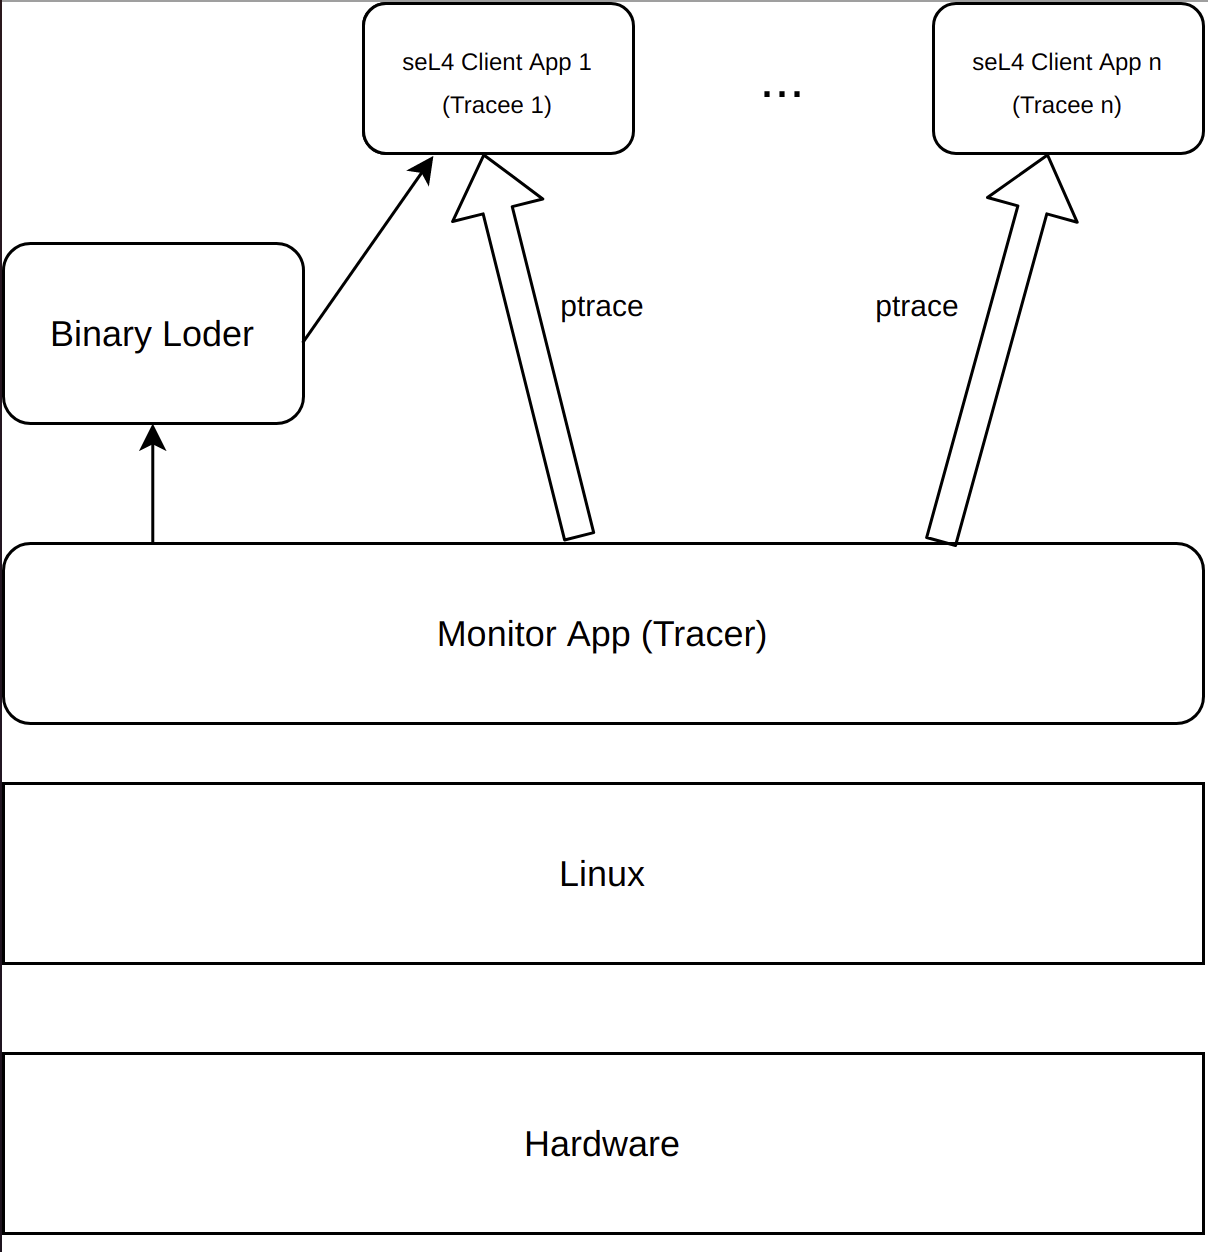 seL4 Client App 1
(Tracee 1)
...
seL4 Client App n
(Tracee n)
ptrace
ptrace
Binary Loder
Monitor App (Tracer)
Linux
Hardware